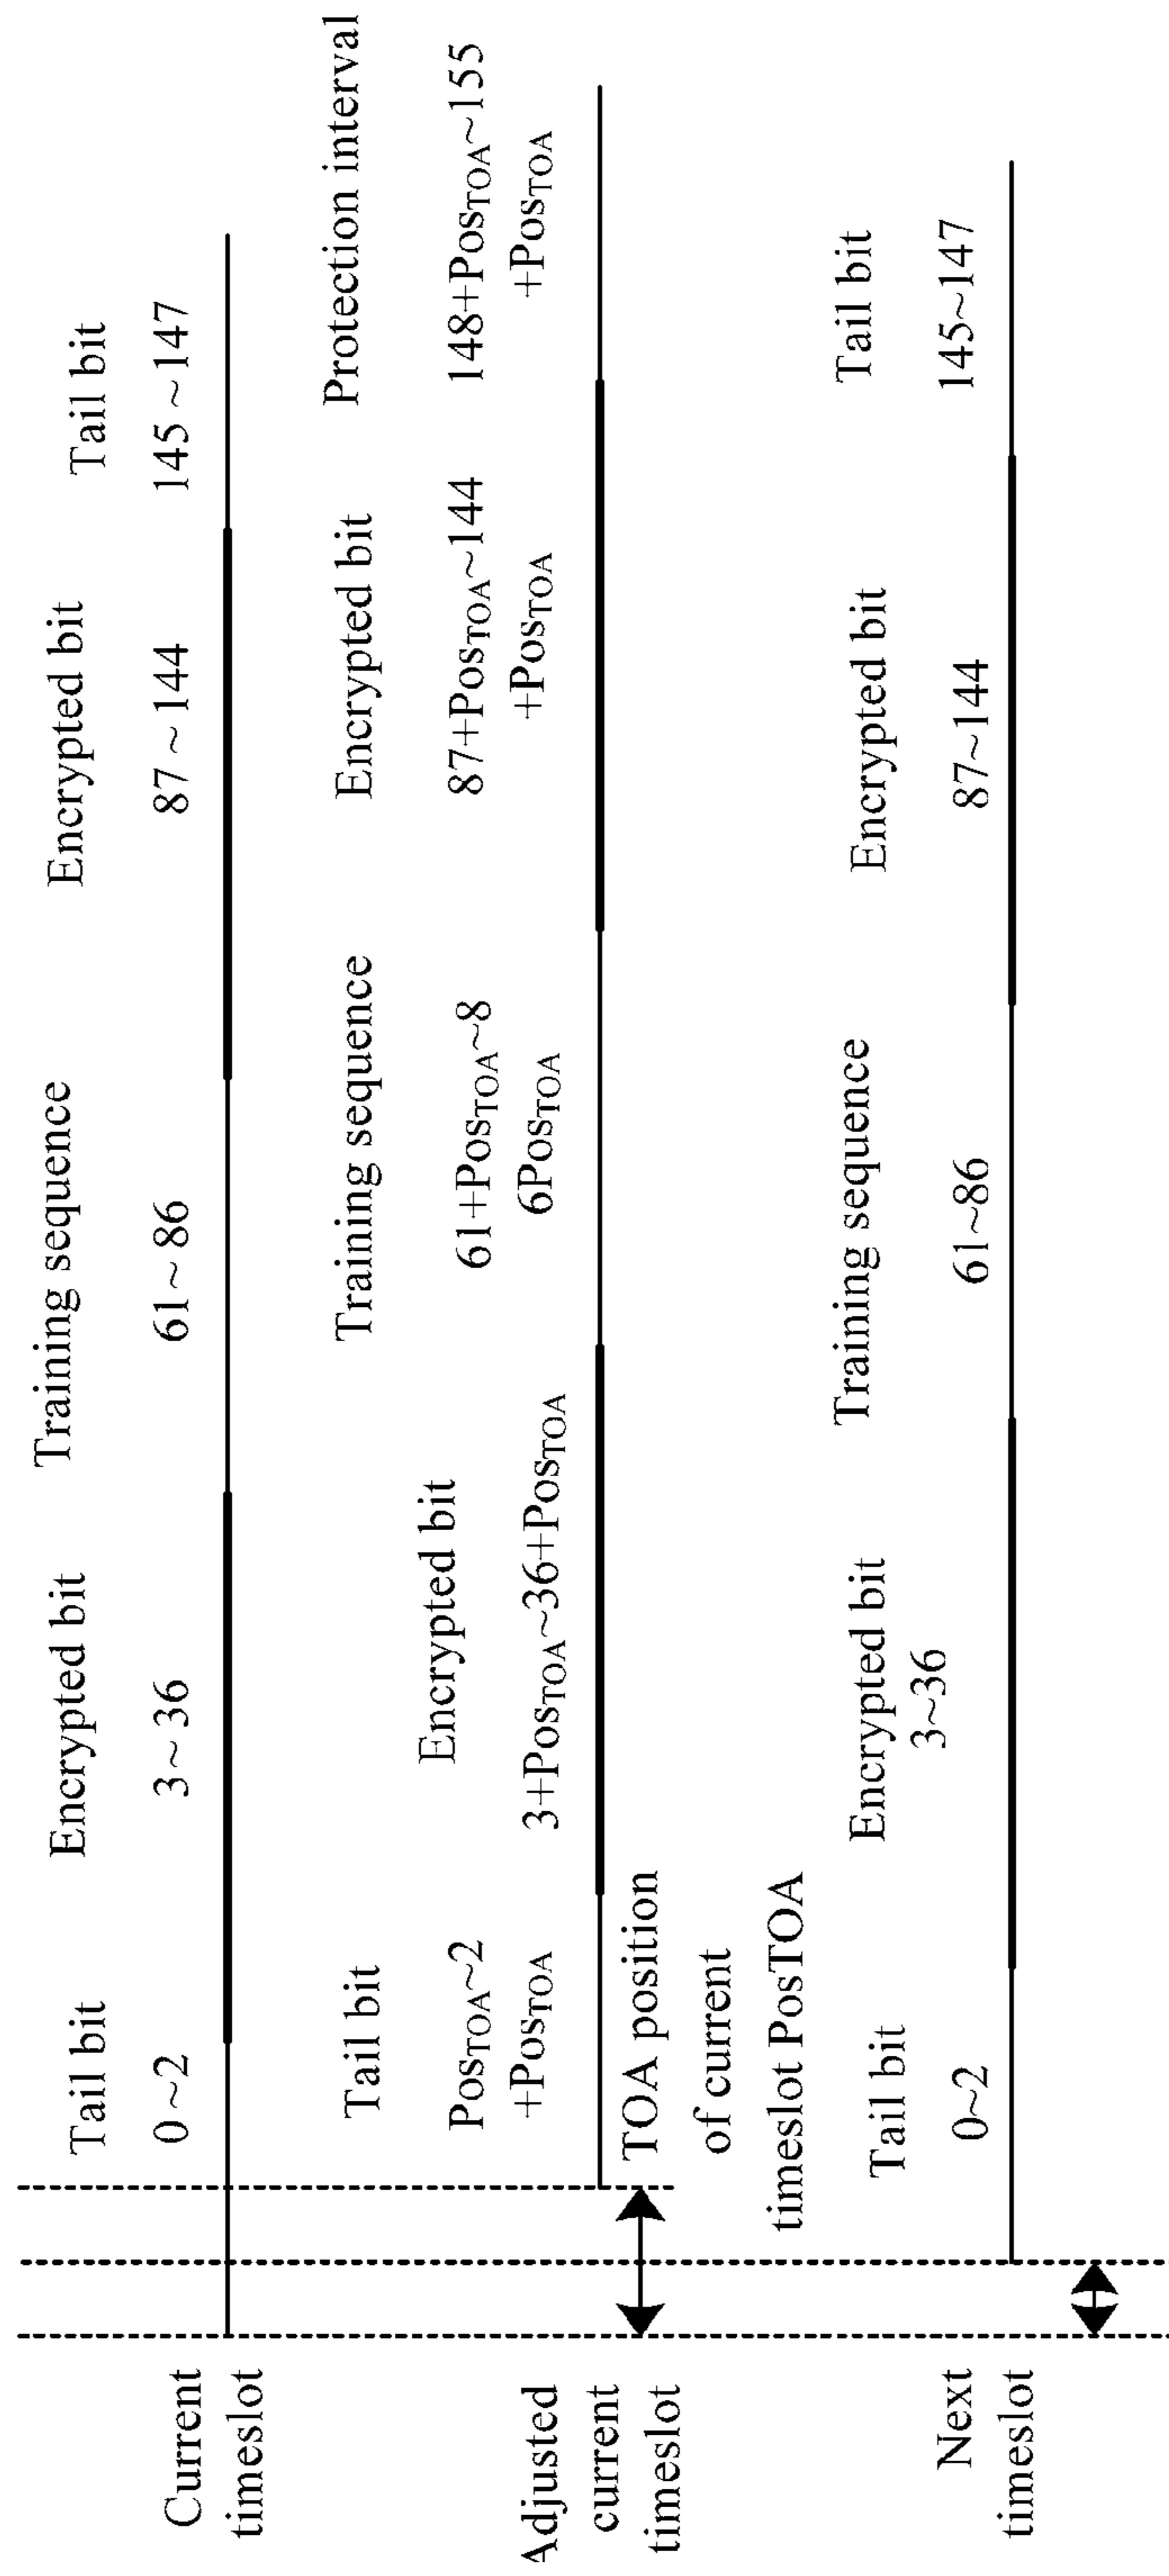 Current
timeslot
Tail bit
0~2
Encrypted bit
3~36
Training sequence
61~86
Encrypted bit
87~144
Tail bit
145~147
Adjusted
current
timeslot
Tail bit
PosTOA~2
+PosTOA
Encrypted bit
3+PosTOA~36+PosTOA
Training sequence
61+PosTOA~8
6PosTOA
Encrypted bit
87+PosTOA~144
+PosTOA
Protection interval
148+PosTOA~155
+PosTOA
TOA position
of current
timeslot PosTOA
Next
timeslot
Tail bit
0~2
Encrypted bit
3~36
Training sequence
61~86
Encrypted bit
87~144
Tail bit
145~147